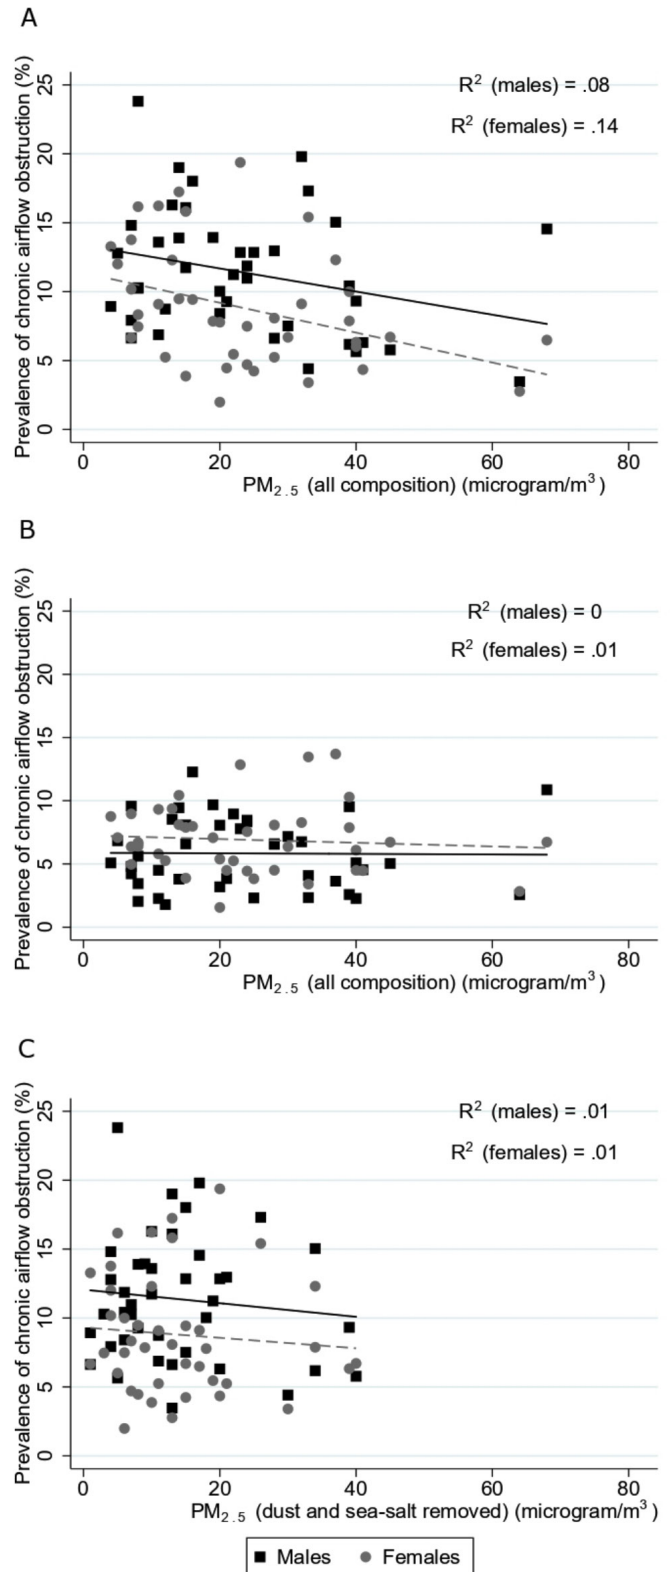 A
Prevalence of chronic airflow obstruction (%)
25
20
15
10
5
0
R² (males) = .08
R² (females) = .14
0 20 40 60 80
PM₂.₅ (all composition) (microgram/m³)
B
Prevalence of chronic airflow obstruction (%)
25
20
15
10
5
0
R² (males) = 0
R² (females) = .01
0 20 40 60 80
PM₂.₅ (all composition) (microgram/m³)
C
Prevalence of chronic airflow obstruction (%)
25
20
15
10
5
0
R² (males) = .01
R² (females) = .01
0 20 40 60 80
PM₂.₅ (dust and sea-salt removed) (microgram/m³)
Males Females